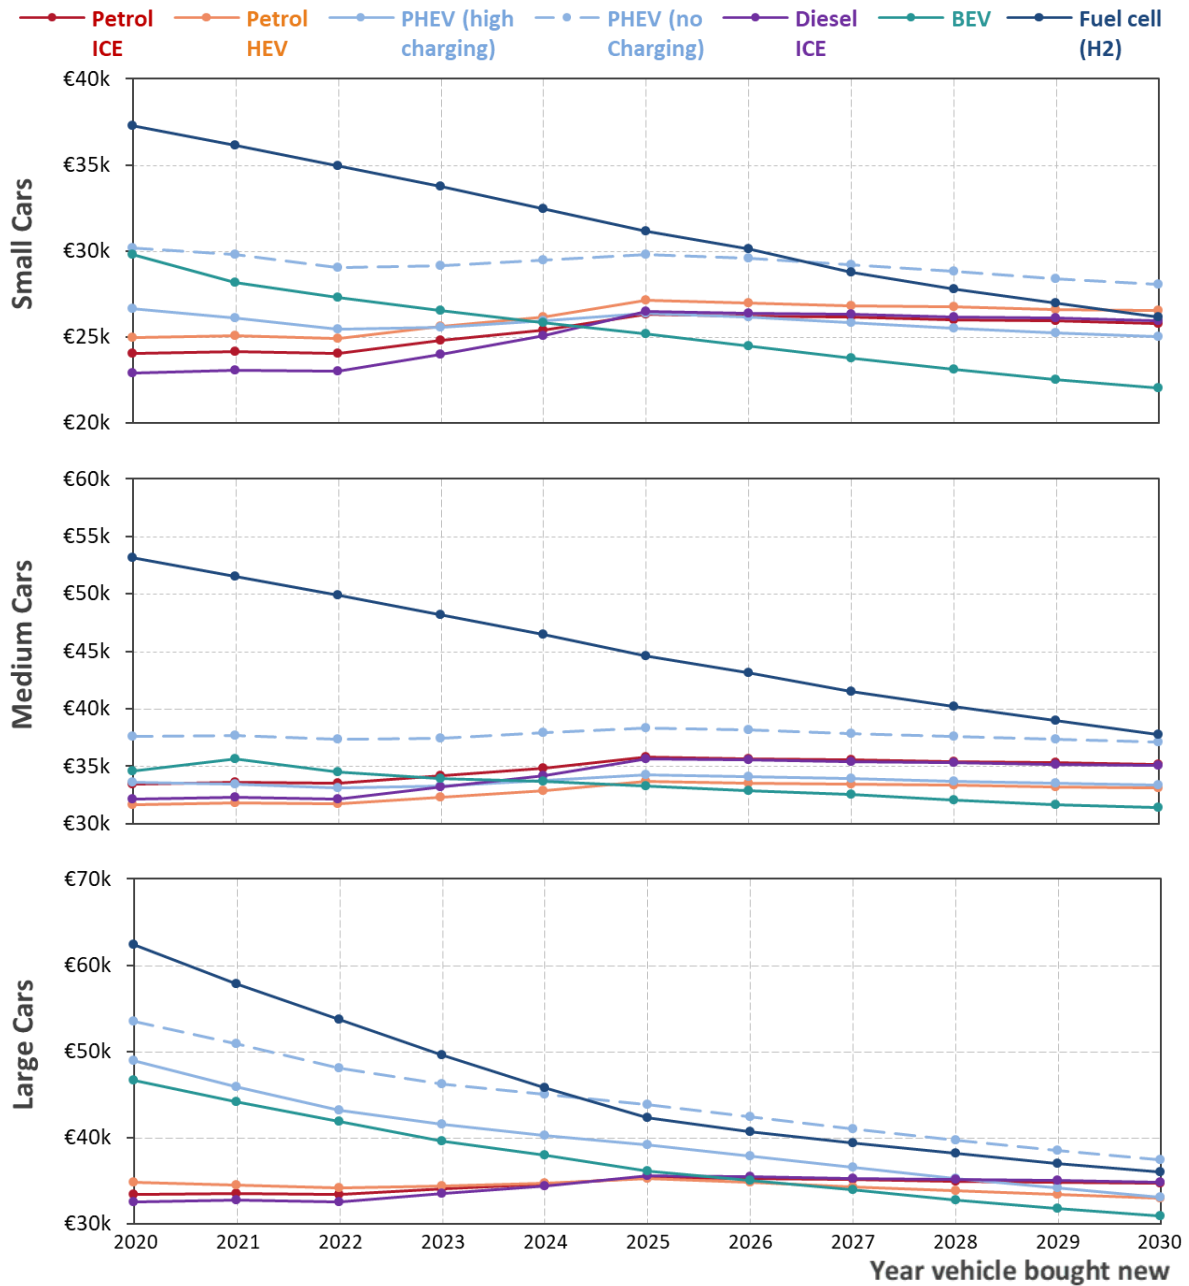 Petrol ICE
Petrol HEV
PHEV (high charging)
PHEV (no Charging)
Diesel ICE
BEV
Fuel cell (H2)
Small Cars
€40k
€35k
€30k
€25k
€20k
Medium Cars
€60k
€55k
€50k
€45k
€40k
€35k
€30k
Large Cars
€70k
€60k
€50k
€40k
€30k
2020 2021 2022 2023 2024 2025 2026 2027 2028 2029 2030
Year vehicle bought new